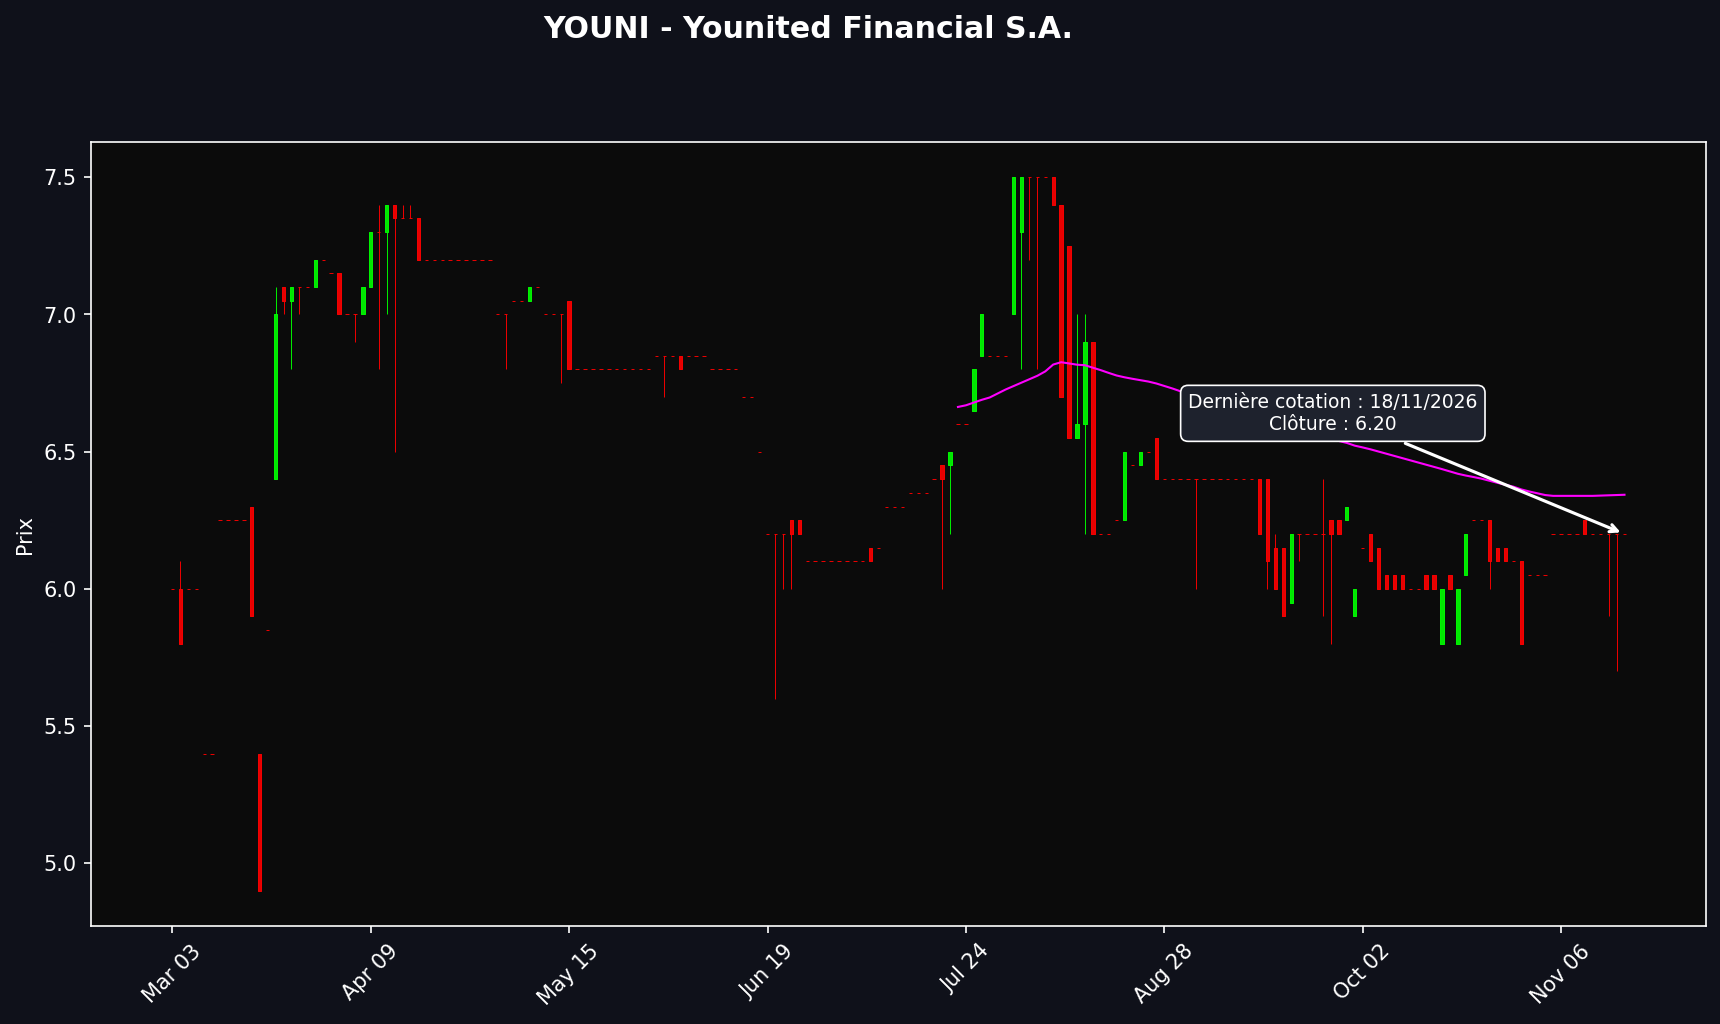 YOUNI - Younited Financial S.A.
7.5
7.0
6.5
6.0
5.5
5.0
Prix
Dernière cotation : 18/11/2026
Clôture : 6.20
Mar 03
Apr 09
May 15
Jun 19
Jul 24
Aug 28
Oct 02
Nov 06